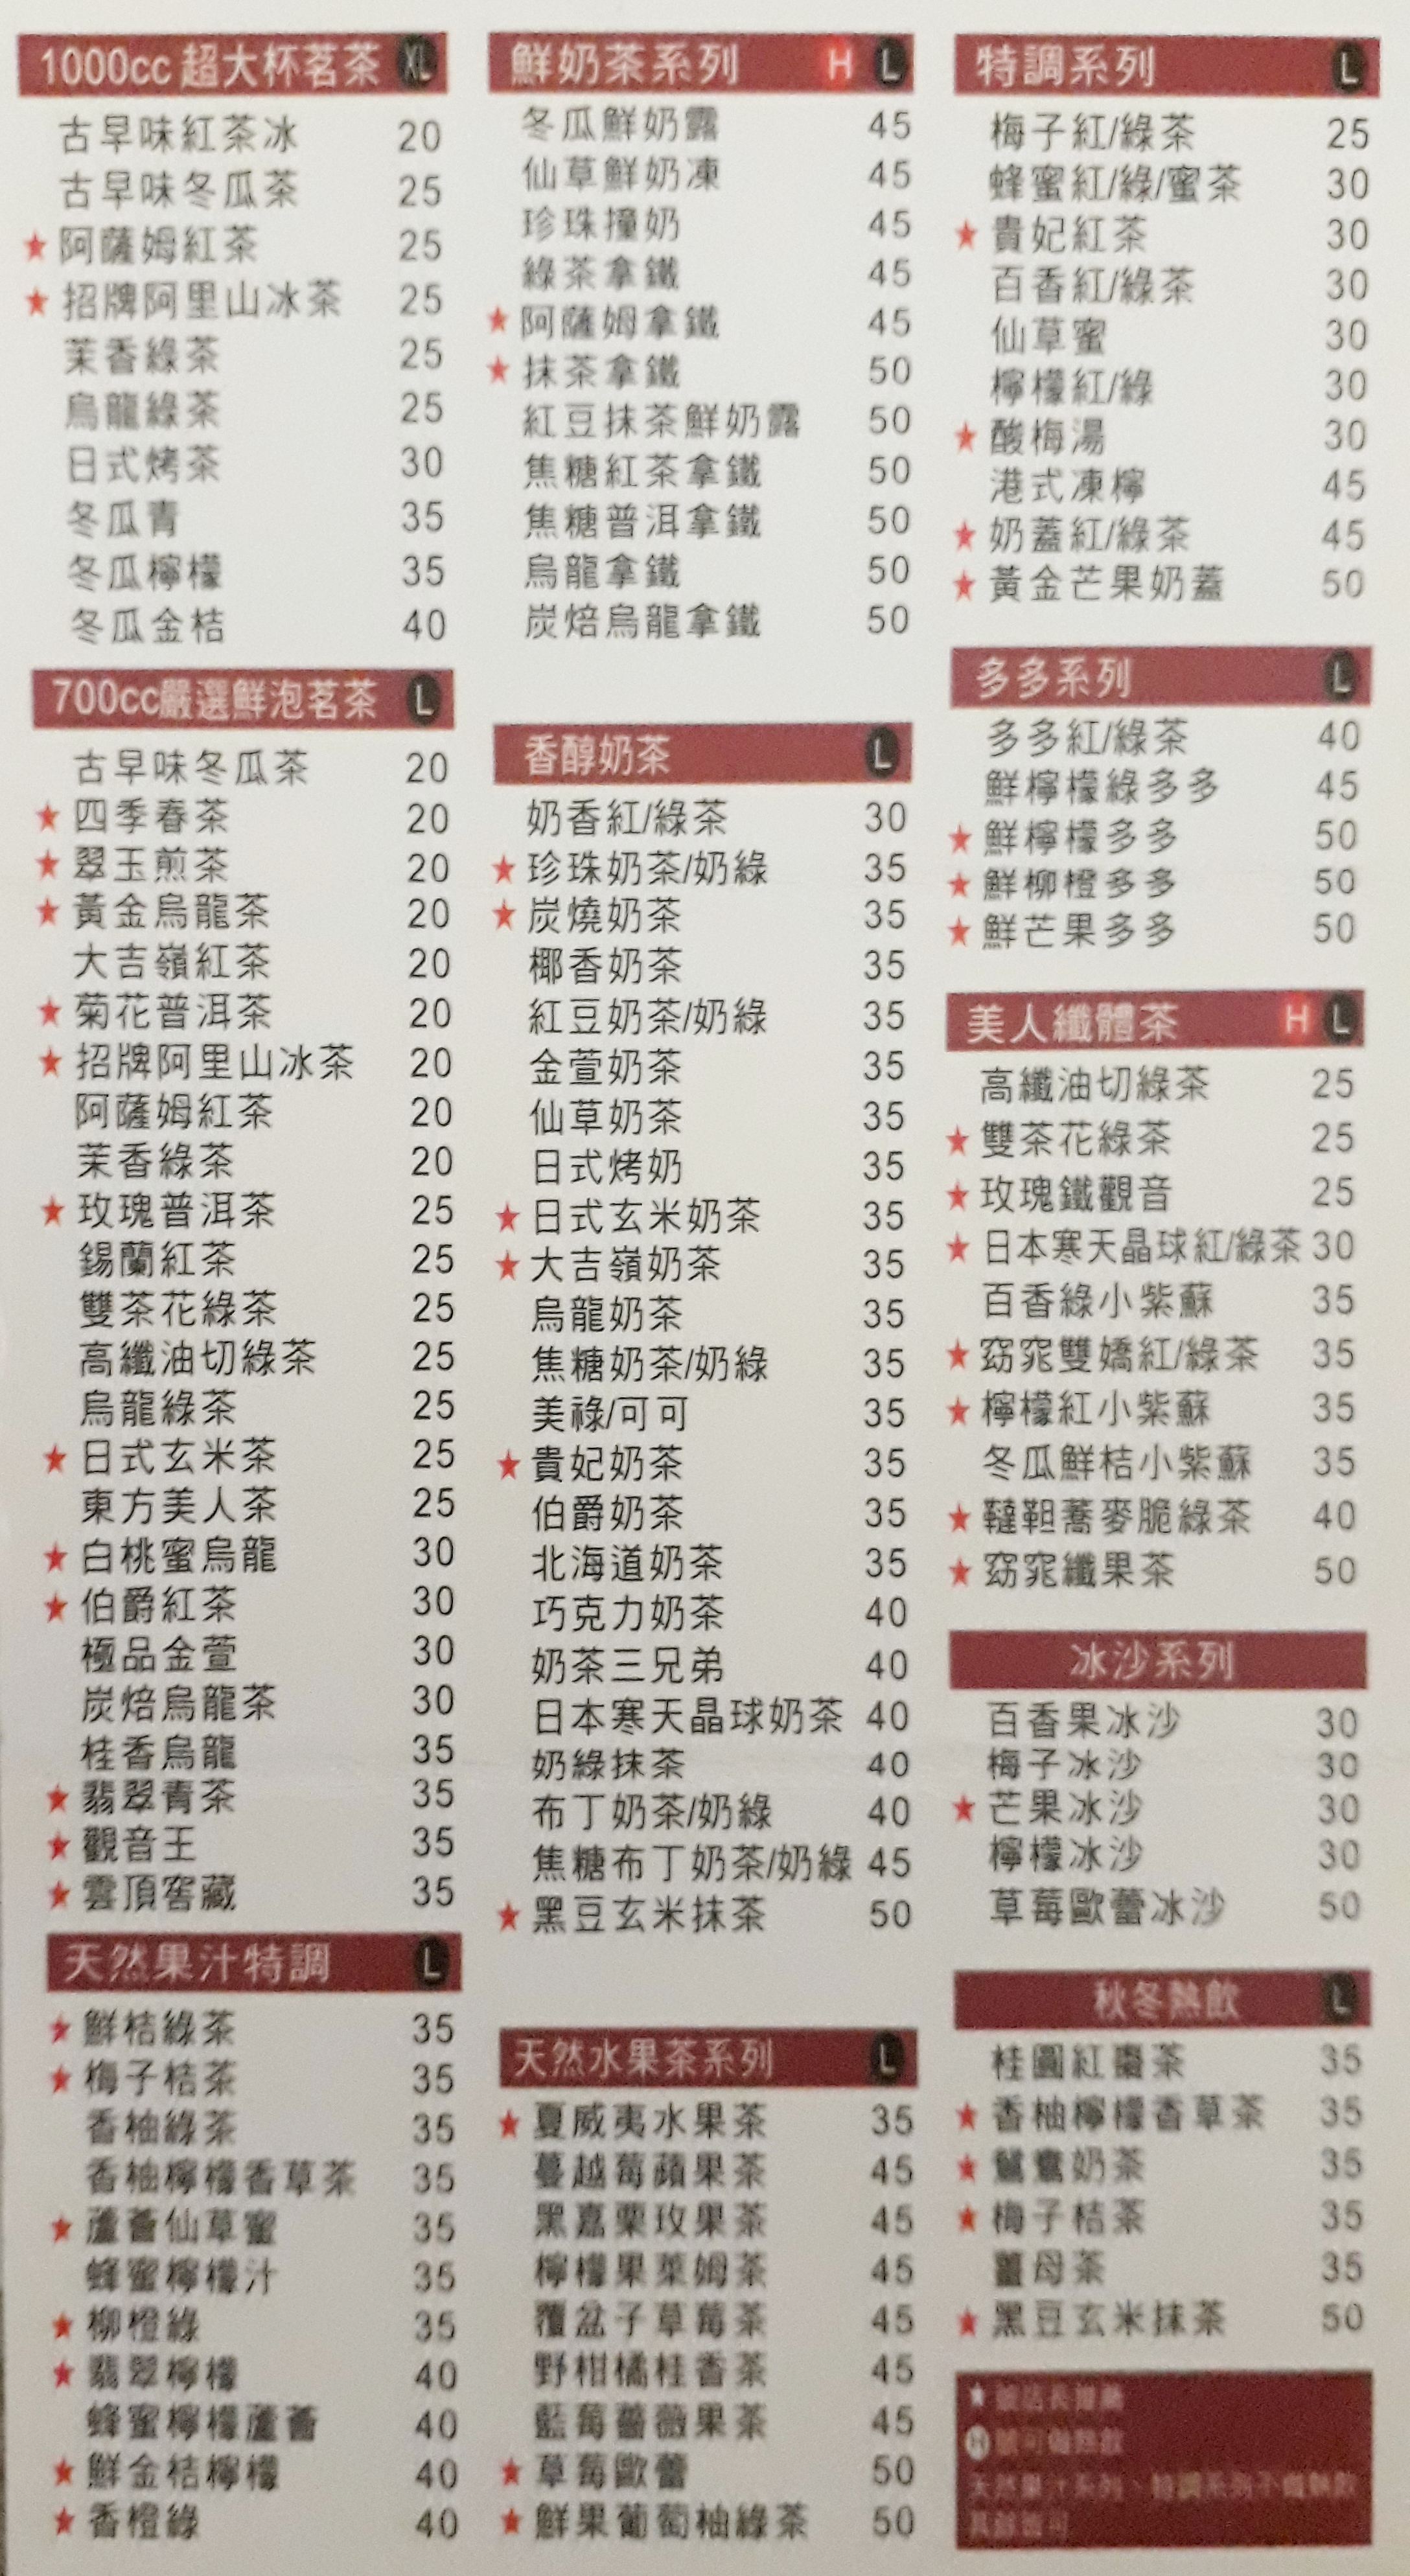 1000cc 超大杯茗茶 XL
古早味紅茶冰 20
古早味冬瓜茶 25
★阿薩姆紅茶 25
★招牌阿里山冰茶 25
茉香綠茶 25
烏龍綠茶 25
日式烤茶 30
冬瓜青 35
冬瓜檸檬 35
冬瓜金桔 40
700cc嚴選鮮泡茗茶 L
古早味冬瓜茶 20
★四季春茶 20
★翠玉煎茶 20
★黃金烏龍茶 20
大吉嶺紅茶 20
★菊花普洱茶 20
★招牌阿里山冰茶 20
阿薩姆紅茶 20
茉香綠茶 20
★玫瑰普洱茶 25
錫蘭紅茶 25
雙茶花綠茶 25
高纖油切綠茶 25
烏龍綠茶 25
★日式玄米茶 25
東方美人茶 25
★白桃蜜烏龍 30
★伯爵紅茶 30
極品金萱 30
炭焙烏龍茶 30
桂香烏龍 35
★翡翠青茶 35
★觀音王 35
★雲頂窖藏 35
天然果汁特調 L
★鮮桔綠茶 35
★梅子桔茶 35
香柚綠茶 35
香柚檸檬香草茶 35
★蘆薈仙草蜜 35
蜂蜜檸檬汁 35
★柳橙綠 35
★翡翠檸檬 40
蜂蜜檸檬蘆薈 40
★鮮金桔檸檬 40
★香橙綠 40
鮮奶茶系列 H L
冬瓜鮮奶露 45
仙草鮮奶凍 45
珍珠撞奶 45
綠茶拿鐵 45
★阿薩姆拿鐵 45
★抹茶拿鐵 50
紅豆抹茶鮮奶露 50
焦糖紅茶拿鐵 50
焦糖普洱拿鐵 50
烏龍拿鐵 50
炭焙烏龍拿鐵 50
香醇奶茶 L
奶香紅/綠茶 30
★珍珠奶茶/奶綠 35
★炭燒奶茶 35
椰香奶茶 35
紅豆奶茶/奶綠 35
金萱奶茶 35
仙草奶茶 35
日式烤奶 35
★日式玄米奶茶 35
★大吉嶺奶茶 35
烏龍奶茶 35
焦糖奶茶/奶綠 35
美祿/可可 35
★貴妃奶茶 35
伯爵奶茶 35
北海道奶茶 35
巧克力奶茶 40
奶茶三兄弟 40
日本寒天晶球奶茶 40
奶綠抹茶 40
布丁奶茶/奶綠 40
焦糖布丁奶茶/奶綠 45
★黑豆玄米抹茶 50
天然水果茶系列 L
★夏威夷水果茶 35
蔓越莓蘋果茶 45
黑嘉栗玫果茶 45
檸檬果菓姆茶 45
覆盆子草莓茶 45
野柑橘桂香茶 45
藍莓薔薇果茶 45
★草莓歐蕾 50
★鮮果葡萄柚綠茶 50
特調系列 L
梅子紅/綠茶 25
蜂蜜紅/綠/蜜茶 30
★貴妃紅茶 30
百香紅/綠茶 30
仙草蜜 30
檸檬紅/綠 30
★酸梅湯 30
港式凍檸 45
★奶蓋紅/綠茶 45
★黃金芒果奶蓋 50
多多系列 L
多多紅/綠茶 40
鮮檸檬綠多多 45
★鮮檸檬多多 50
★鮮柳橙多多 50
★鮮芒果多多 50
美人纖體茶 H L
高纖油切綠茶 25
★雙茶花綠茶 25
★玫瑰鐵觀音 25
★日本寒天晶球紅/綠茶 30
百香綠小紫蘇 35
★窈窕雙嬌紅/綠茶 35
★檸檬紅小紫蘇 35
冬瓜鮮桔小紫蘇 35
★韃靼蕎麥脆綠茶 40
★窈窕纖果茶 50
冰沙系列
百香果冰沙 30
梅子冰沙 30
★芒果冰沙 30
檸檬冰沙 30
草莓歐蕾冰沙 50
秋冬熱飲 L
桂圓紅棗茶 35
★香柚檸檬香草茶 35
★鴛鴦奶茶 35
★梅子桔茶 35
薑母茶 35
★黑豆玄米抹茶 50